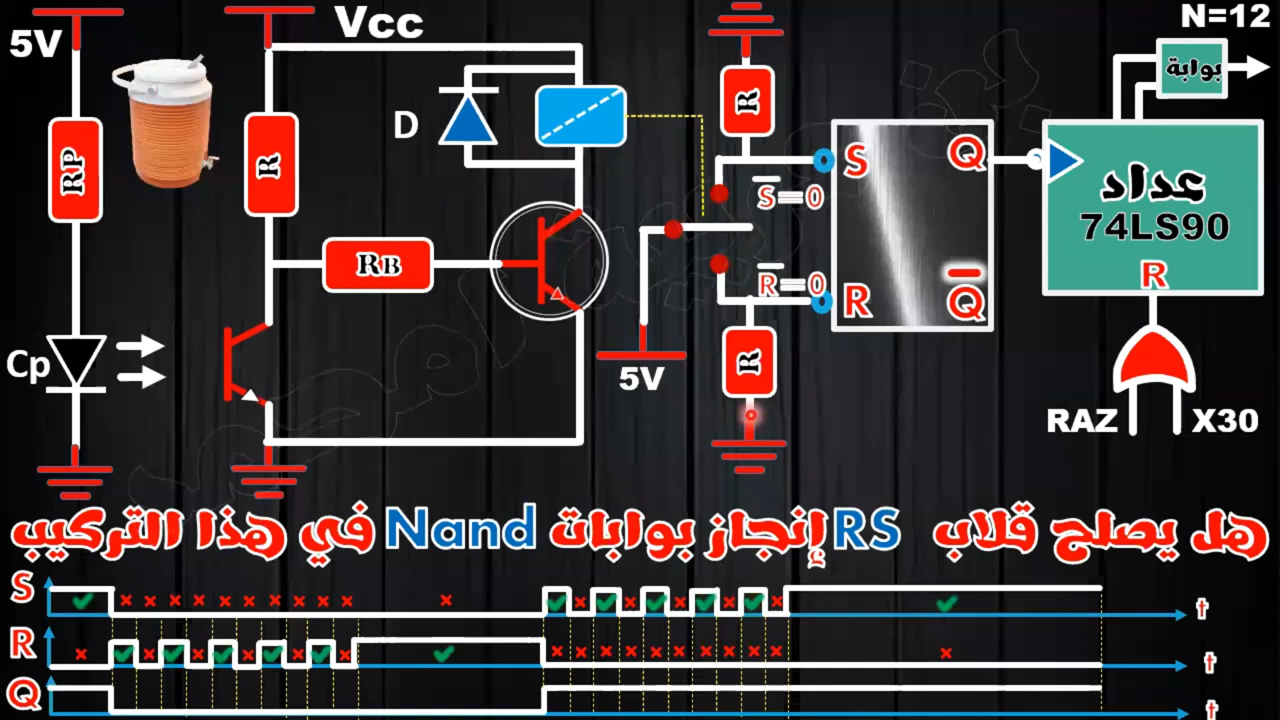 5V
Vcc
N=12
بوابة
RP
R
D
R
S
Q
S=0
عداد
74LS90
R
RB
R=0
R
Q
Cp
5V
R
RAZ
X30
هل يصلح قلاب RS إنجاز بوابات Nand في هذا التركيب
S
t
R
t
Q
t